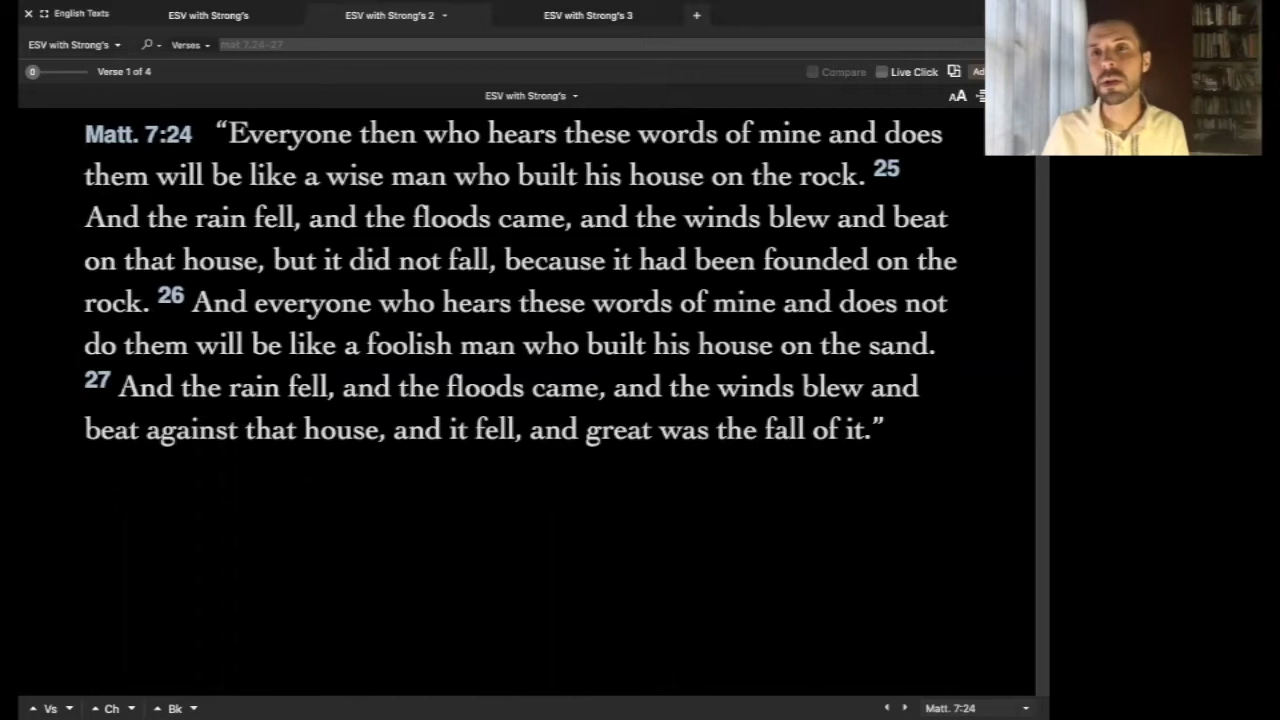 English Texts
ESV with Strong's
ESV with Strong's 2
ESV with Strong's 3
+
ESV with Strong's
Verses
mat 7.24-27
0
Verse 1 of 4
Compare
Live Click
Ad
ESV with Strong's
AA
Matt. 7:24 “Everyone then who hears these words of mine and does
them will be like a wise man who built his house on the rock. 25
And the rain fell, and the floods came, and the winds blew and beat
on that house, but it did not fall, because it had been founded on the
rock. 26 And everyone who hears these words of mine and does not
do them will be like a foolish man who built his house on the sand.
27 And the rain fell, and the floods came, and the winds blew and
beat against that house, and it fell, and great was the fall of it.”
Vs
Ch
Bk
Matt. 7:24